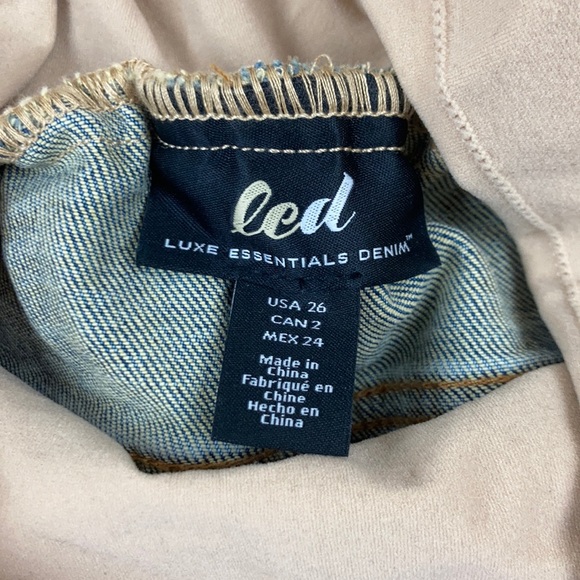 led
LUXE ESSENTIALS DENIM™
USA 26
CAN 2
MEX 24
Made in
China
Fabriqué en
Chine
Hecho en
China